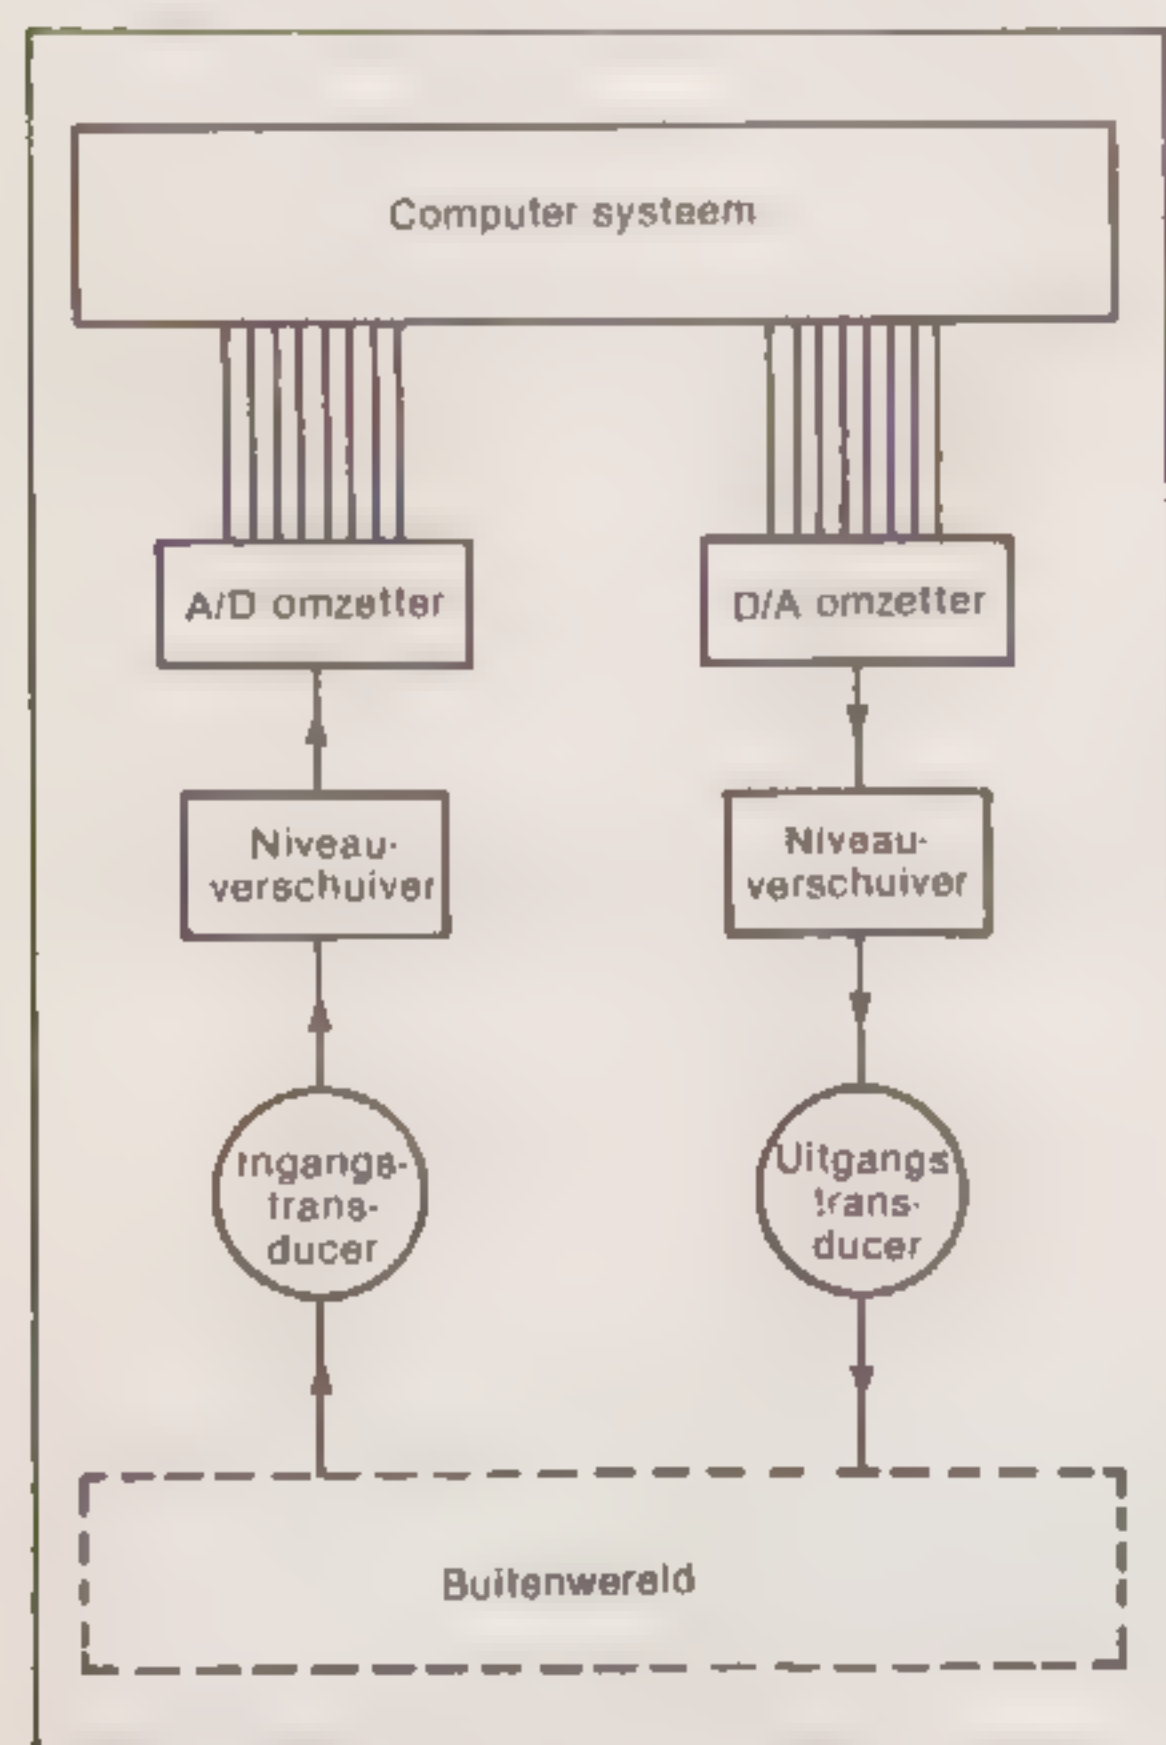 Computer systeem
A/D omzetter
D/A omzetter
Niveau-
verschuiver
Niveau-
verschuiver
Ingangs-
trans-
ducer
Uitgangs
trans-
ducer
Buitenwereld